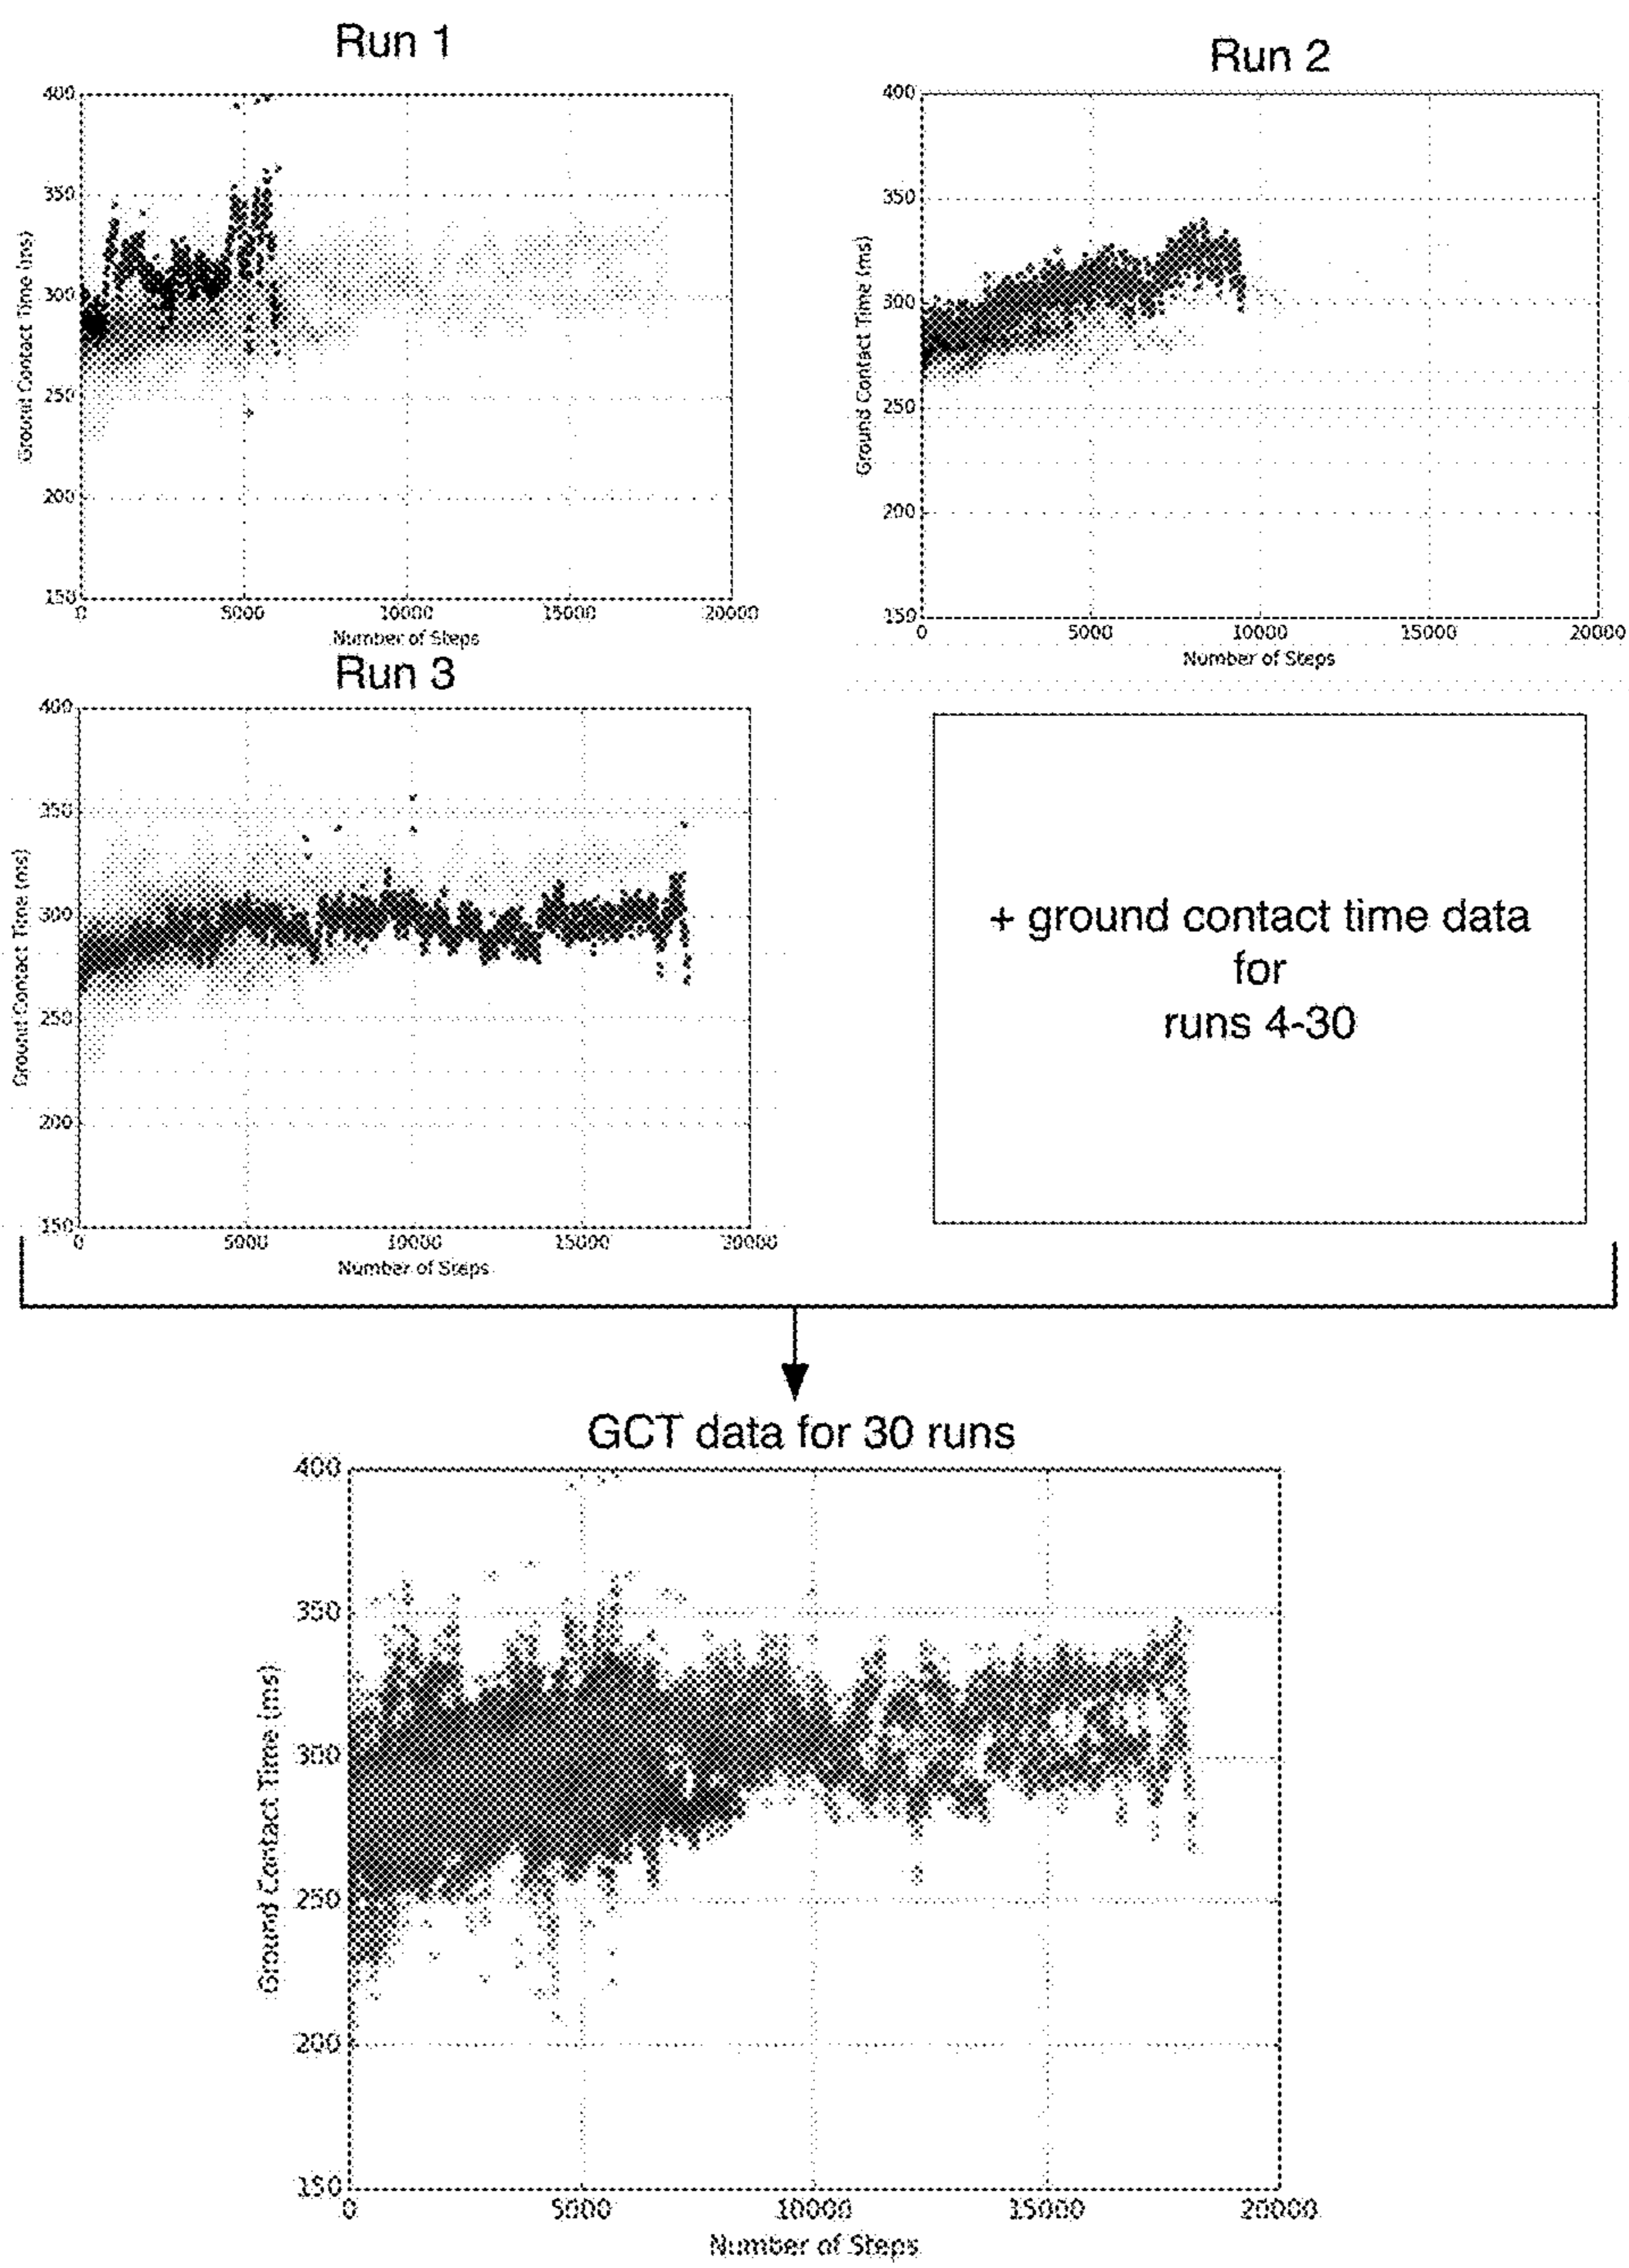 Run 1
400
350
300
250
200
150
0
5000
10000
15000
20000
Ground Contact Time (ms)
Number of Steps
Run 2
400
350
300
250
200
150
0
5000
10000
15000
20000
Ground Contact Time (ms)
Number of Steps
Run 3
400
350
300
250
200
150
0
5000
10000
15000
20000
Ground Contact Time (ms)
Number of Steps
+ ground contact time data
for
runs 4-30
GCT data for 30 runs
400
350
300
250
200
150
0
5000
10000
15000
20000
Ground Contact Time (ms)
Number of Steps